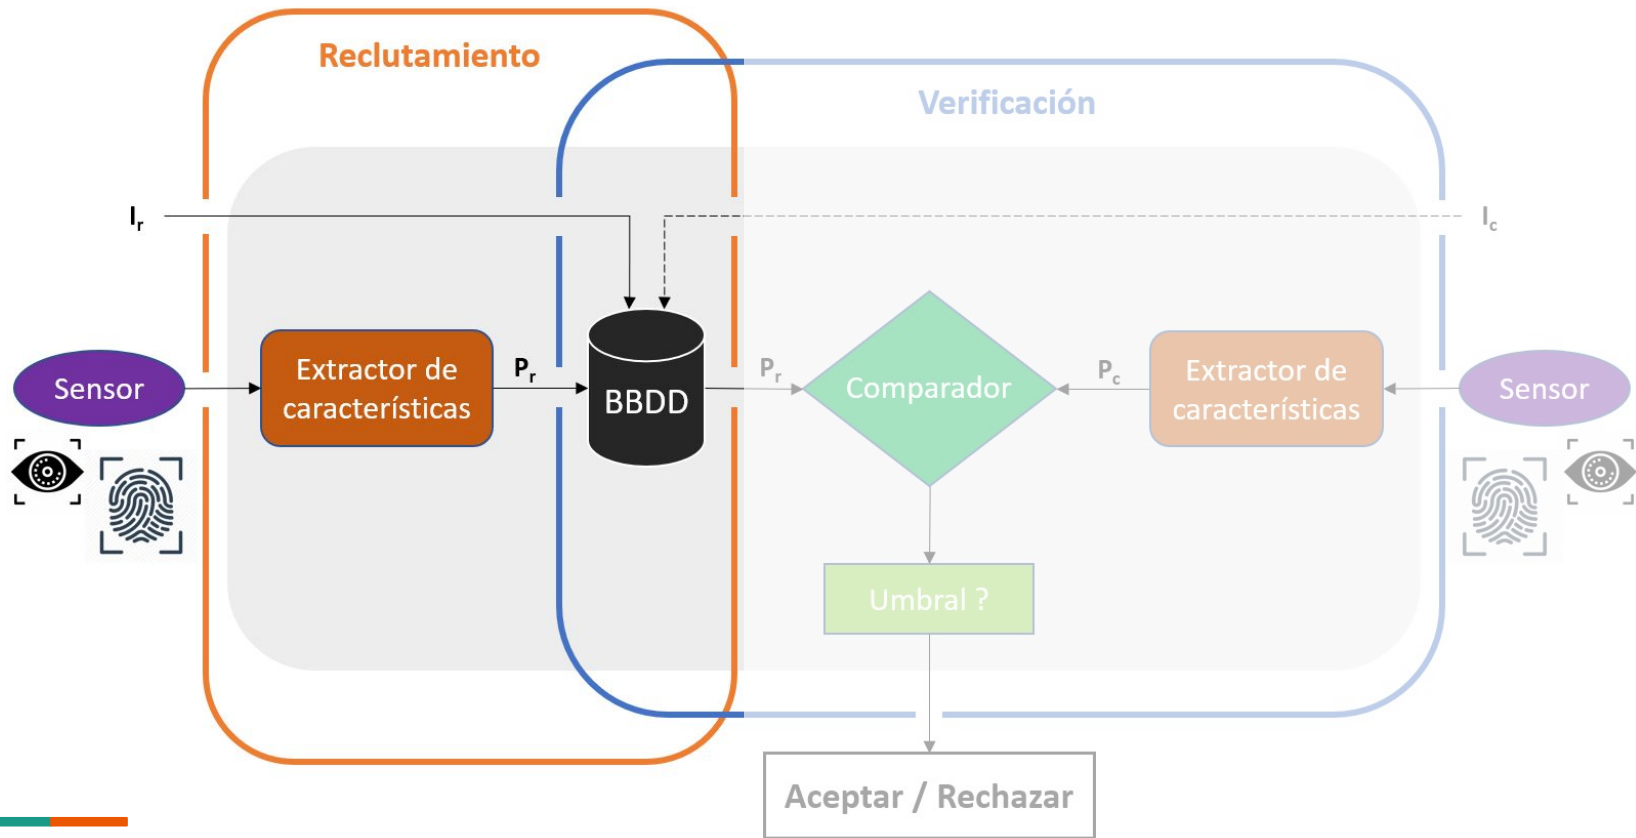 Reclutamiento
Verificación
Ir
Ic
Sensor
Extractor de
características
Pr
BBDD
Pr
Comparador
Pc
Extractor de
características
Sensor
Umbral ?
Aceptar / Rechazar